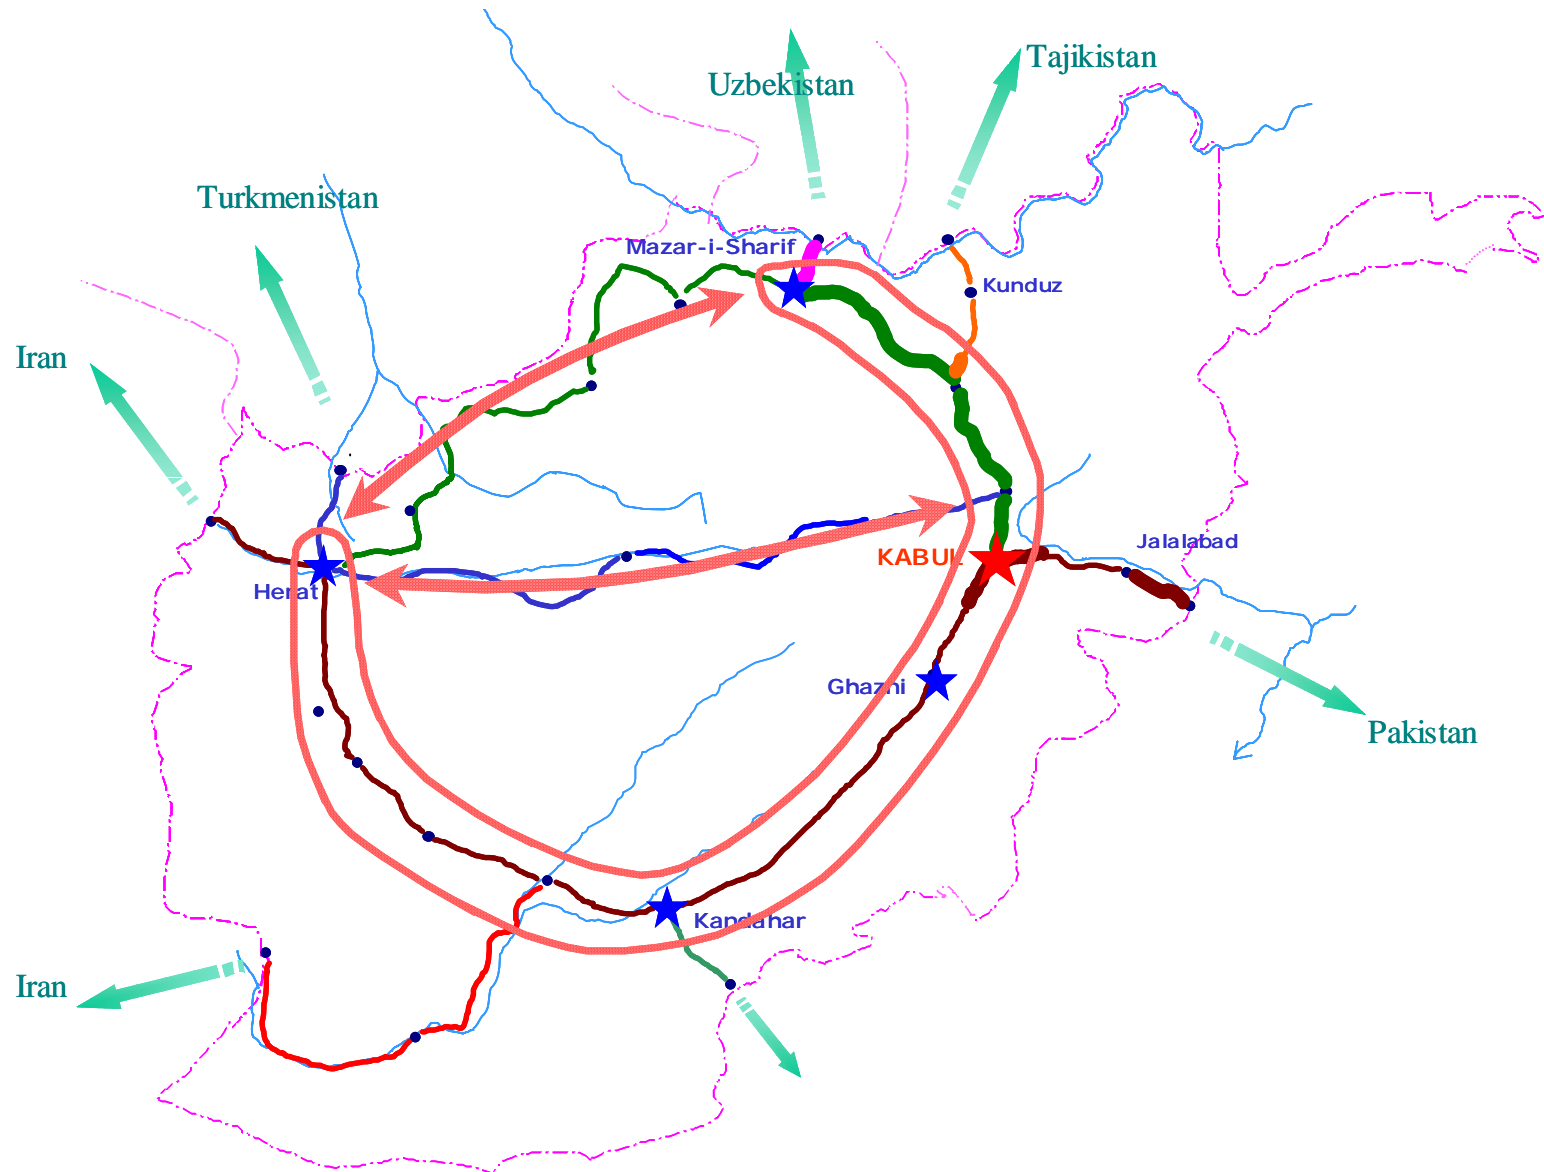 Tajikistan
Uzbekistan
Turkmenistan
Mazar-i-Sharif
Kunduz
Iran
Jalalabad
KABUL
Herat
Ghazni
Pakistan
Kandahar
Iran